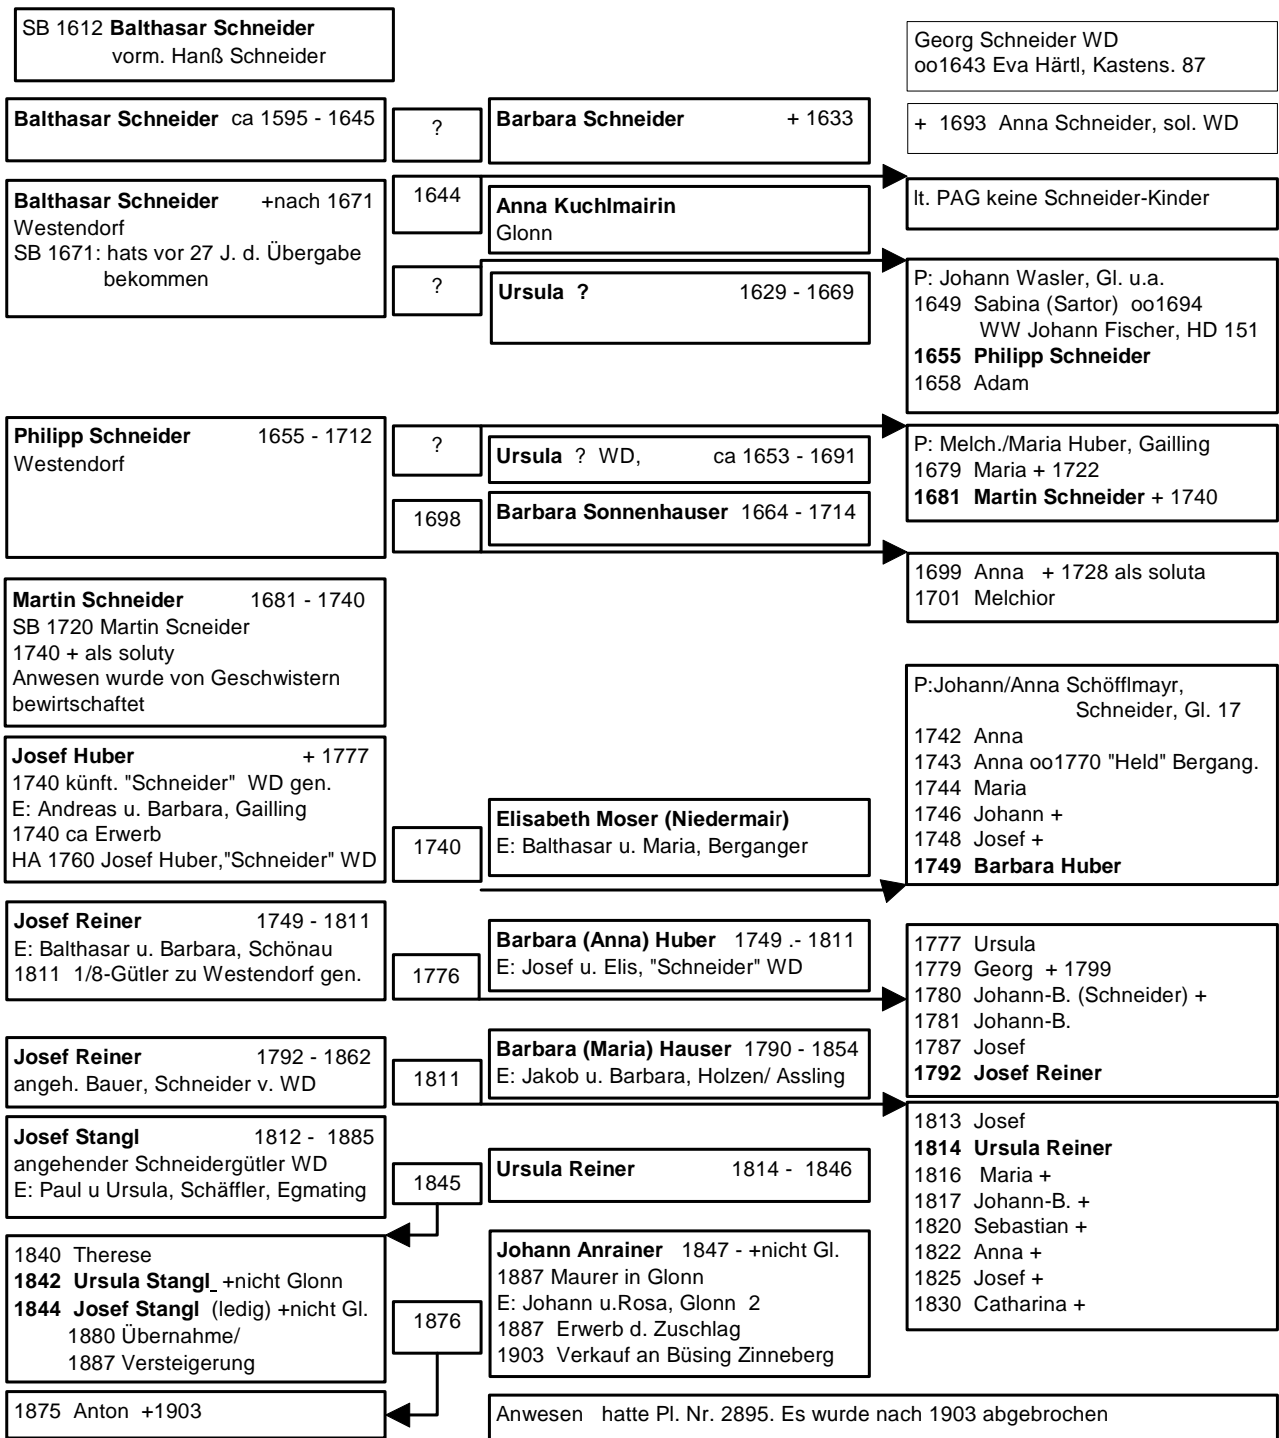 SB 1612 Balthasar Schneider
vorm. Hanß Schneider
Georg Schneider WD
oo1643 Eva Härtl, Kastens. 87
Balthasar Schneider ca 1595 - 1645
?
Barbara Schneider + 1633
+ 1693 Anna Schneider, sol. WD
Balthasar Schneider +nach 1671
Westendorf
SB 1671: hats vor 27 J. d. Übergabe
bekommen
1644
Anna Kuchlmairin
Glonn
lt. PAG keine Schneider-Kinder
?
Ursula ? 1629 - 1669
P: Johann Wasler, Gl. u.a.
1649 Sabina (Sartor) oo1694
WW Johann Fischer, HD 151
1655 Philipp Schneider
1658 Adam
Philipp Schneider 1655 - 1712
Westendorf
?
Ursula ? WD, ca 1653 - 1691
P: Melch./Maria Huber, Gailling
1679 Maria + 1722
1681 Martin Schneider + 1740
1698
Barbara Sonnenhauser 1664 - 1714
1699 Anna + 1728 als soluta
1701 Melchior
Martin Schneider 1681 - 1740
SB 1720 Martin Scneider
1740 + als soluty
Anwesen wurde von Geschwistern
bewirtschaftet
Josef Huber + 1777
1740 künft. "Schneider" WD gen.
E: Andreas u. Barbara, Gailling
1740 ca Erwerb
HA 1760 Josef Huber,"Schneider" WD
1740
Elisabeth Moser (Niedermair)
E: Balthasar u. Maria, Berganger
P:Johann/Anna Schöfflmayr,
Schneider, Gl. 17
1742 Anna
1743 Anna oo1770 "Held" Bergang.
1744 Maria
1746 Johann +
1748 Josef +
1749 Barbara Huber
Josef Reiner 1749 - 1811
E: Balthasar u. Barbara, Schönau
1811 1/8-Gütler zu Westendorf gen.
1776
Barbara (Anna) Huber 1749 .- 1811
E: Josef u. Elis, "Schneider" WD
1777 Ursula
1779 Georg + 1799
1780 Johann-B. (Schneider) +
1781 Johann-B.
1787 Josef
1792 Josef Reiner
Josef Reiner 1792 - 1862
angeh. Bauer, Schneider v. WD
1811
Barbara (Maria) Hauser 1790 - 1854
E: Jakob u. Barbara, Holzen/ Assling
1813 Josef
1814 Ursula Reiner
1816 Maria +
1817 Johann-B. +
1820 Sebastian +
1822 Anna +
1825 Josef +
1830 Catharina +
Josef Stangl 1812 - 1885
angehender Schneidergütler WD
E: Paul u Ursula, Schäffler, Egmating
1845
Ursula Reiner 1814 - 1846
1840 Therese
1842 Ursula Stangl +nicht Glonn
1844 Josef Stangl (ledig) +nicht Gl.
1880 Übernahme/
1887 Versteigerung
1876
Johann Anrainer 1847 - +nicht Gl.
1887 Maurer in Glonn
E: Johann u.Rosa, Glonn 2
1887 Erwerb d. Zuschlag
1903 Verkauf an Büsing Zinneberg
1875 Anton +1903
Anwesen hatte Pl. Nr. 2895. Es wurde nach 1903 abgebrochen